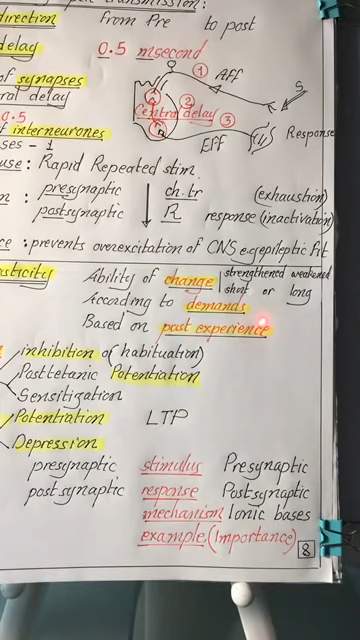 transmission:
direction from Pre to post
delay 0.5 msecond
of synapses
ral delay
0.5
of interneurones
ses - 1
① Aff S
②
Central delay ③
Eff Response
use: Rapid Repeated stim.
n : presynaptic ch.tr (exhaustion)
postsynaptic R response (inactivation)
ce : prevents overexcitation of CNS e.g epileptic fit
asticity Ability of change strengthened weakened
short or long
According to demands
Based on past experience
inhibition of (habituation)
Posttetanic Potentiation
Sensitization
Potentiation LTP
Depression
presynaptic stimulus Presynaptic
postsynaptic response Postsynaptic
mechanism Ionic bases
example (Importance)
8